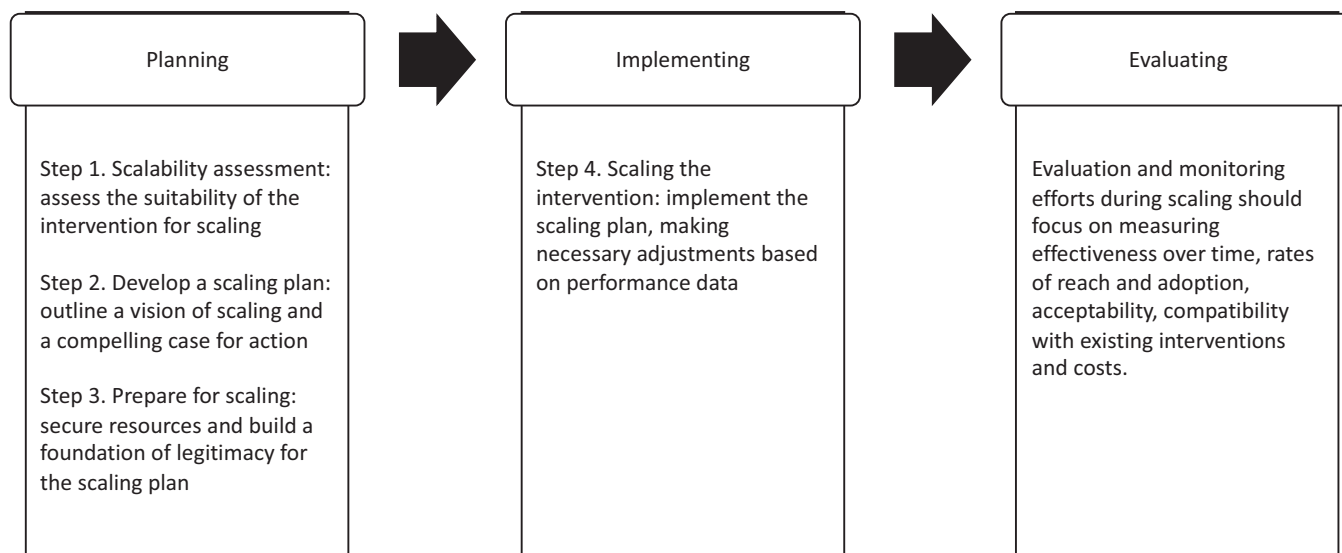 Planning
Step 1. Scalability assessment:
assess the suitability of the
intervention for scaling
Step 2. Develop a scaling plan:
outline a vision of scaling and
a compelling case for action
Step 3. Prepare for scaling:
secure resources and build a
foundation of legitimacy for
the scaling plan
Implementing
Step 4. Scaling the
intervention: implement the
scaling plan, making
necessary adjustments based
on performance data
Evaluating
Evaluation and monitoring
efforts during scaling should
focus on measuring
effectiveness over time, rates
of reach and adoption,
acceptability, compatibility
with existing interventions
and costs.